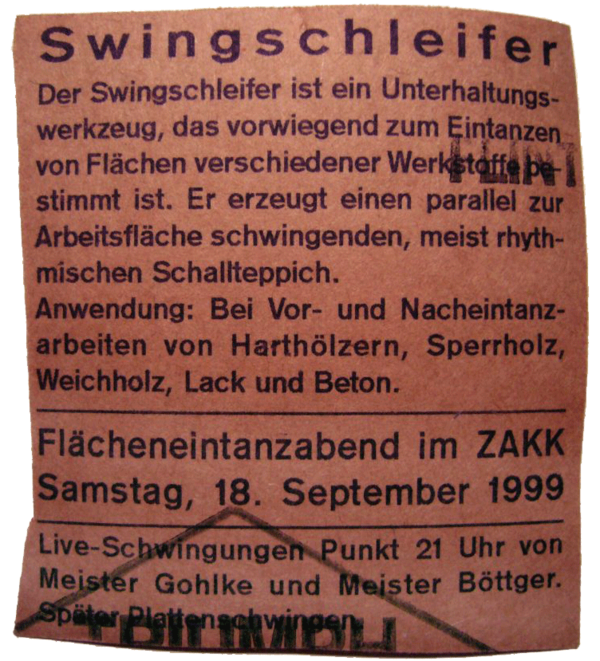 Swingschleifer
Der Swingschleifer ist ein Unterhaltungs-
werkzeug, das vorwiegend zum Eintanzen
von Flächen verschiedener Werkstoffe be-
FLINT
stimmt ist. Er erzeugt einen parallel zur
Arbeitsfläche schwingenden, meist rhyth-
mischen Schallteppich.
Anwendung: Bei Vor- und Nacheintanz-
arbeiten von Harthölzern, Sperrholz,
Weichholz, Lack und Beton.
Flächeneintanzabend im ZAKK
Samstag, 18. September 1999
Live-Schwingungen Punkt 21 Uhr von
Meister Gohlke und Meister Böttger.
Später Plattenschwingen.
TRIUMPH